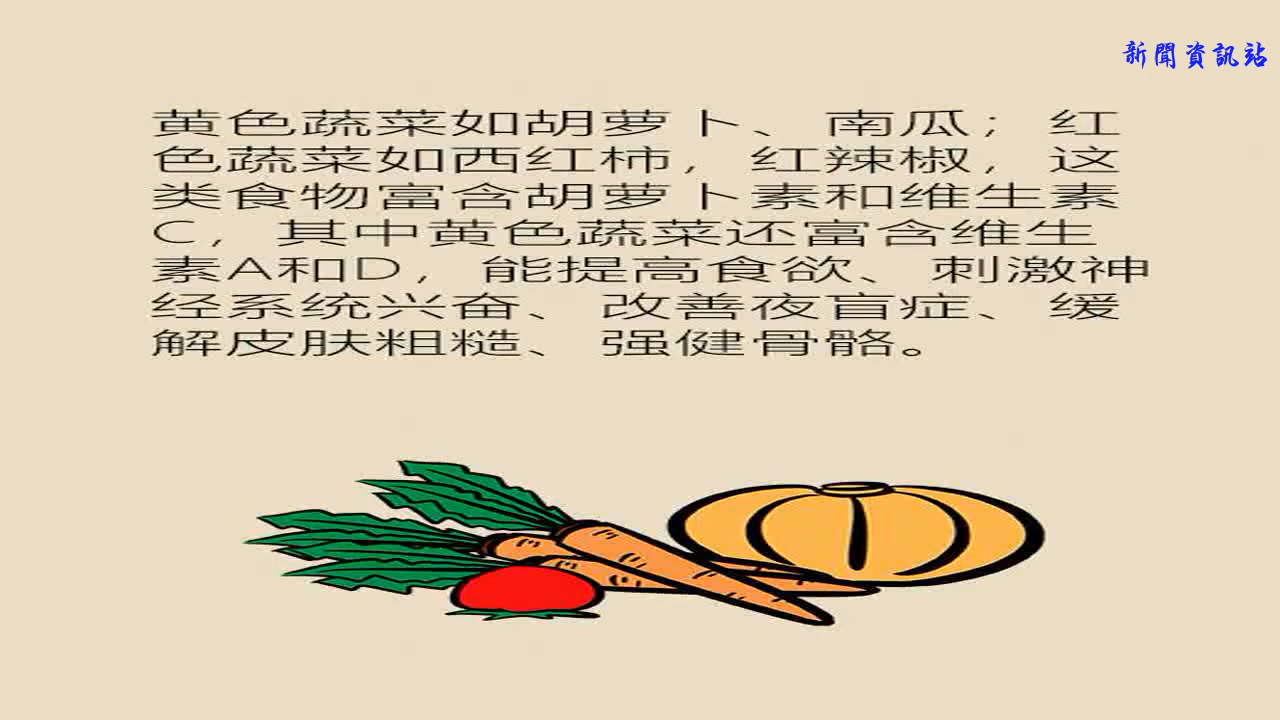 新聞資訊站
黄色蔬菜如胡萝卜、南瓜；红
色蔬菜如西红柿，红辣椒，这
类食物富含胡萝卜素和维生素
C，其中黄色蔬菜还富含维生
素A和D，能提高食欲、刺激神
经系统兴奋、改善夜盲症、缓
解皮肤粗糙、强健骨骼。